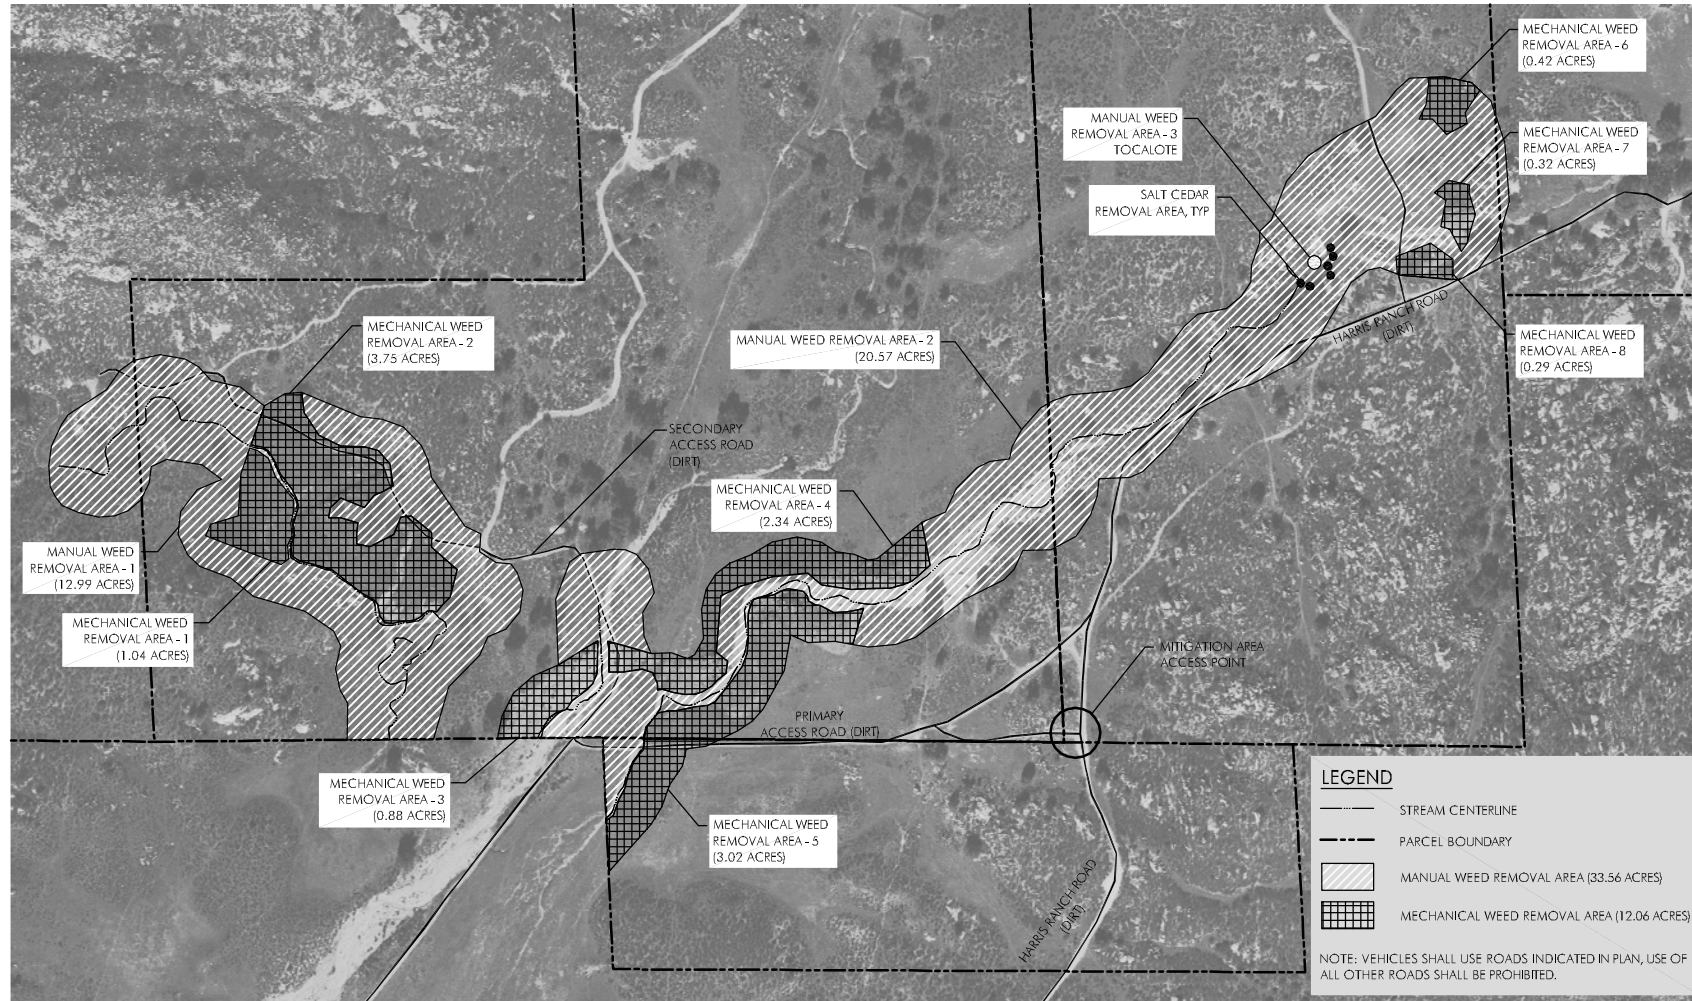 MECHANICAL WEED
REMOVAL AREA - 6
(0.42 ACRES)
MANUAL WEED
REMOVAL AREA - 3
TOCALOTE
MECHANICAL WEED
REMOVAL AREA - 7
(0.32 ACRES)
SALT CEDAR
REMOVAL AREA, TYP
HARRIS RANCH ROAD
(DIRT)
MECHANICAL WEED
REMOVAL AREA - 2
(3.75 ACRES)
MANUAL WEED REMOVAL AREA - 2
(20.57 ACRES)
MECHANICAL WEED
REMOVAL AREA - 8
(0.29 ACRES)
SECONDARY
ACCESS ROAD
(DIRT)
MECHANICAL WEED
REMOVAL AREA - 4
(2.34 ACRES)
MANUAL WEED
REMOVAL AREA - 1
(12.99 ACRES)
MECHANICAL WEED
REMOVAL AREA - 1
(1.04 ACRES)
MITIGATION AREA
ACCESS POINT
PRIMARY
ACCESS ROAD (DIRT)
MECHANICAL WEED
REMOVAL AREA - 3
(0.88 ACRES)
MECHANICAL WEED
REMOVAL AREA - 5
(3.02 ACRES)
HARRIS RANCH ROAD
(DIRT)
LEGEND
STREAM CENTERLINE
PARCEL BOUNDARY
MANUAL WEED REMOVAL AREA (33.56 ACRES)
MECHANICAL WEED REMOVAL AREA (12.06 ACRES)
NOTE: VEHICLES SHALL USE ROADS INDICATED IN PLAN, USE OF
ALL OTHER ROADS SHALL BE PROHIBITED.